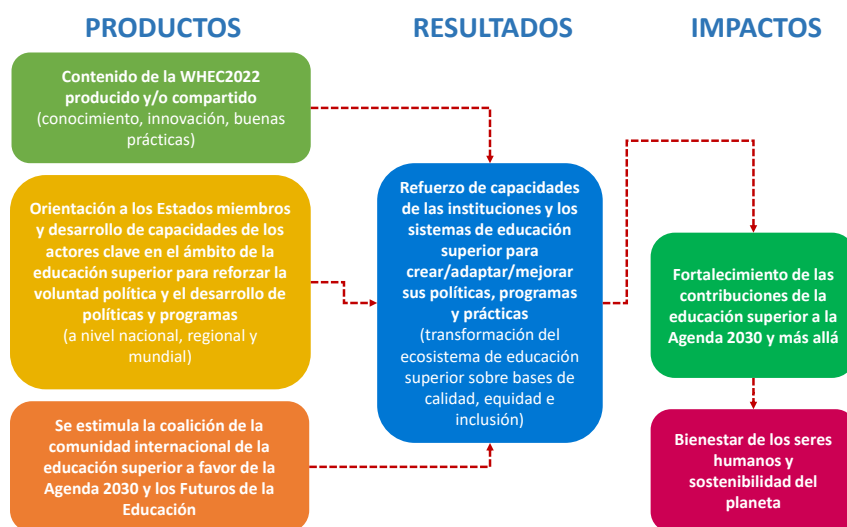 PRODUCTOS
RESULTADOS
IMPACTOS
Contenido de la WHEC2022
producido y/o compartido
(conocimiento, innovación, buenas
prácticas)
Orientación a los Estados miembros
y desarrollo de capacidades de los
actores clave en el ámbito de la
educación superior para reforzar la
voluntad política y el desarrollo de
políticas y programas
(a nivel nacional, regional y
mundial)
Se estimula la coalición de la
comunidad internacional de la
educación superior a favor de la
Agenda 2030 y los Futuros de la
Educación
Refuerzo de capacidades
de las instituciones y los
sistemas de educación
superior para
crear/adaptar/mejorar
sus políticas, programas
y prácticas
(transformación del
ecosistema de educación
superior sobre bases de
calidad, equidad e
inclusión)
Fortalecimiento de las
contribuciones de la
educación superior a la
Agenda 2030 y más allá
Bienestar de los seres
humanos y
sostenibilidad del
planeta